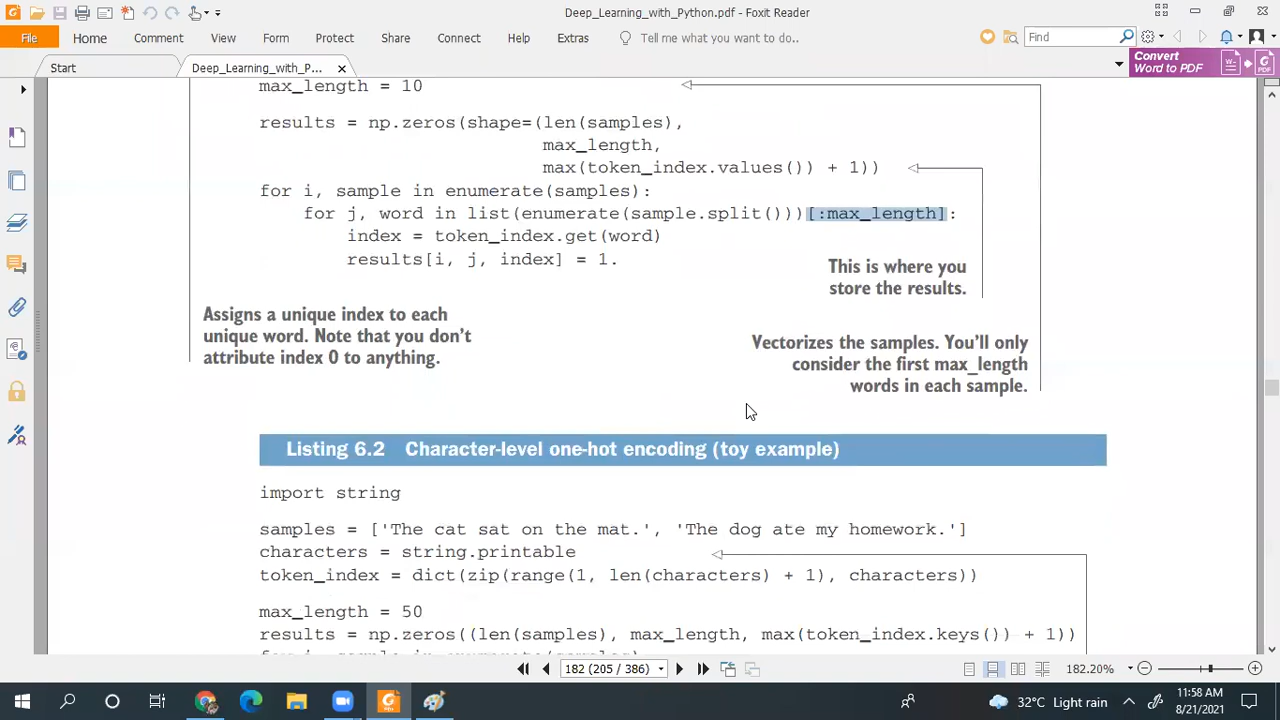 Deep_Learning_with_Python.pdf - Foxit Reader
File Home Comment View Form Protect Share Connect Help Extras Tell me what you want to do.. Find
Start Deep_Learning_with_P... Convert
Word to PDF
max_length = 10
results = np.zeros(shape=(len(samples),
max_length,
max(token_index.values()) + 1))
for i, sample in enumerate(samples):
for j, word in list(enumerate(sample.split()))[:max_length]:
index = token_index.get(word)
results[i, j, index] = 1.
This is where you
store the results.
Assigns a unique index to each
unique word. Note that you don't
attribute index 0 to anything.
Vectorizes the samples. You'll only
consider the first max_length
words in each sample.
Listing 6.2 Character-level one-hot encoding (toy example)
import string
samples = ['The cat sat on the mat.', 'The dog ate my homework.']
characters = string.printable
token_index = dict(zip(range(1, len(characters) + 1), characters))
max_length = 50
results = np.zeros((len(samples), max_length, max(token_index.keys()) + 1))
182 (205 / 386) 182.20%
32°C Light rain 11:58 AM
8/21/2021